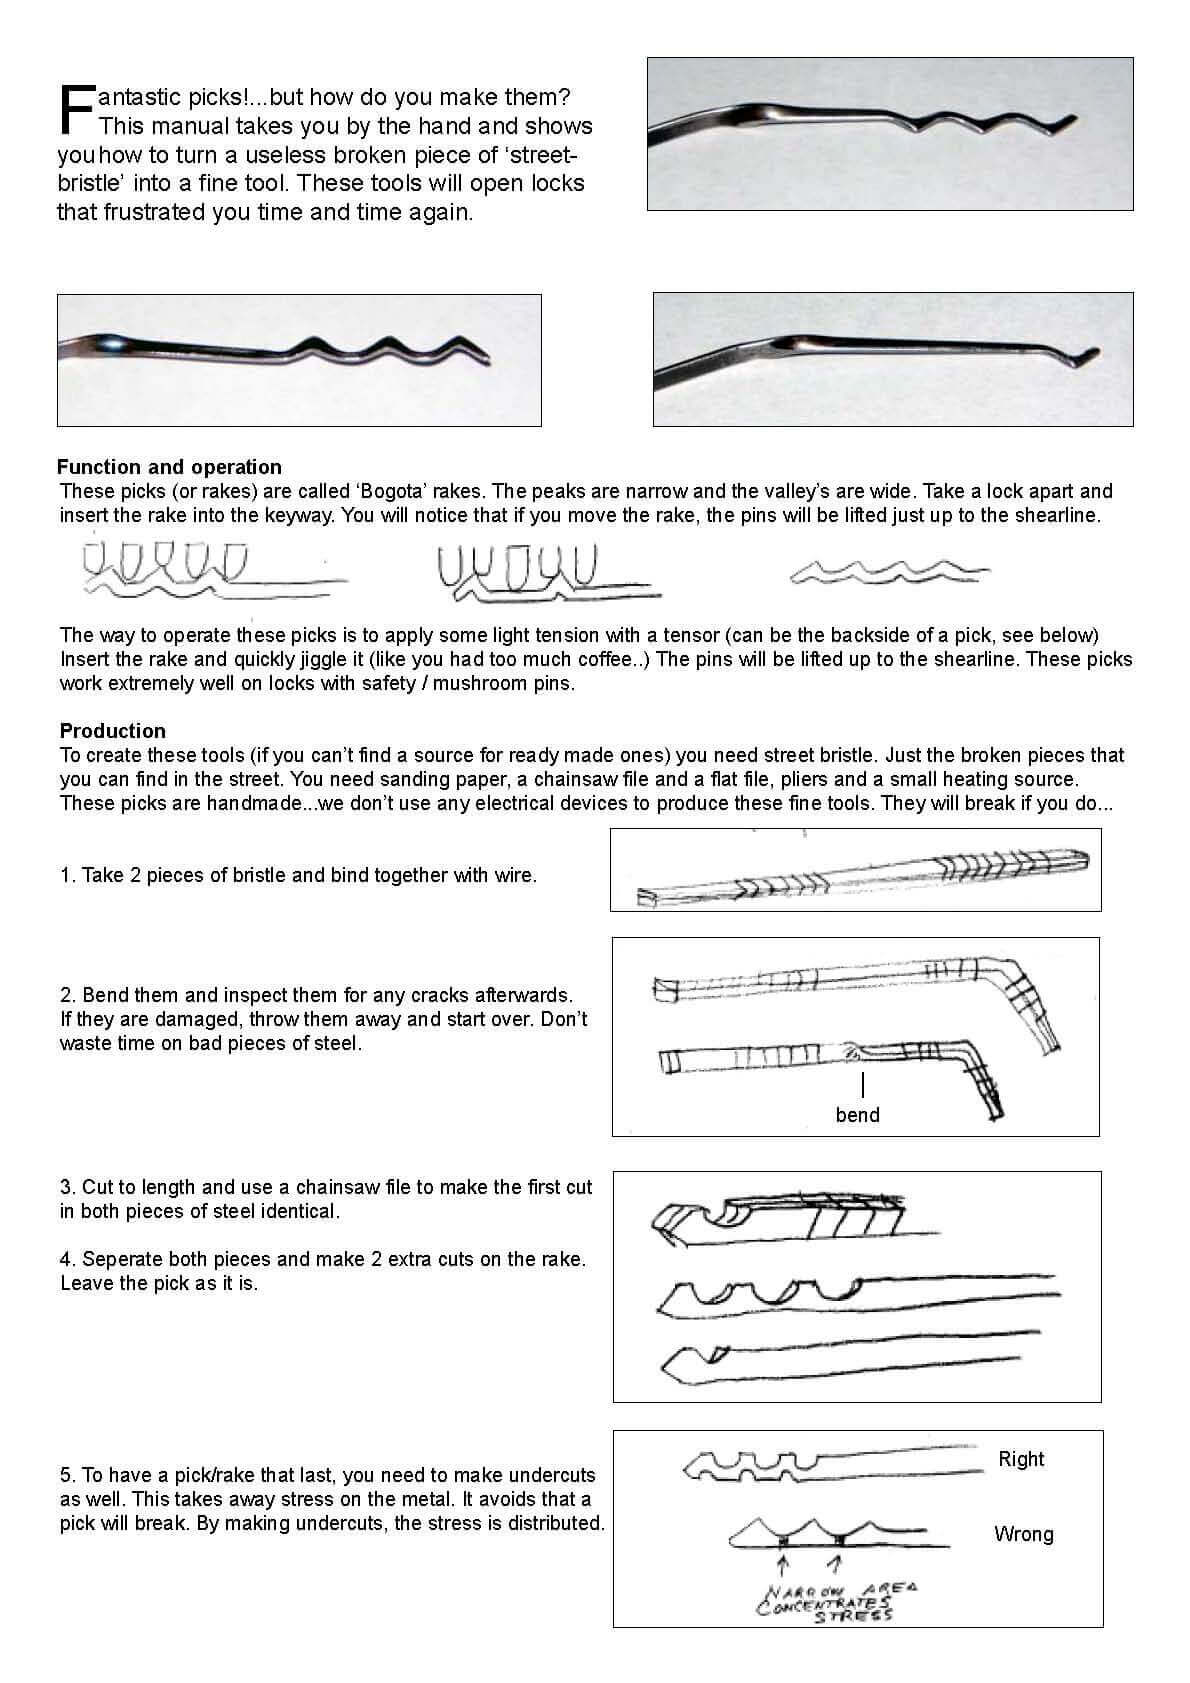 Fantastic picks!...but how do you make them?
This manual takes you by the hand and shows
you how to turn a useless broken piece of ‘street-
bristle’ into a fine tool. These tools will open locks
that frustrated you time and time again.
Function and operation
These picks (or rakes) are called ‘Bogota’ rakes. The peaks are narrow and the valley’s are wide. Take a lock apart and
insert the rake into the keyway. You will notice that if you move the rake, the pins will be lifted just up to the shearline.
The way to operate these picks is to apply some light tension with a tensor (can be the backside of a pick, see below)
Insert the rake and quickly jiggle it (like you had too much coffee..) The pins will be lifted up to the shearline. These picks
work extremely well on locks with safety / mushroom pins.
Production
To create these tools (if you can’t find a source for ready made ones) you need street bristle. Just the broken pieces that
you can find in the street. You need sanding paper, a chainsaw file and a flat file, pliers and a small heating source.
These picks are handmade...we don’t use any electrical devices to produce these fine tools. They will break if you do...
1. Take 2 pieces of bristle and bind together with wire.
2. Bend them and inspect them for any cracks afterwards.
If they are damaged, throw them away and start over. Don’t
waste time on bad pieces of steel.
bend
3. Cut to length and use a chainsaw file to make the first cut
in both pieces of steel identical.
4. Seperate both pieces and make 2 extra cuts on the rake.
Leave the pick as it is.
5. To have a pick/rake that last, you need to make undercuts
as well. This takes away stress on the metal. It avoids that a
pick will break. By making undercuts, the stress is distributed.
Right
Wrong
NARROW AREA
CONCENTRATES
STRESS